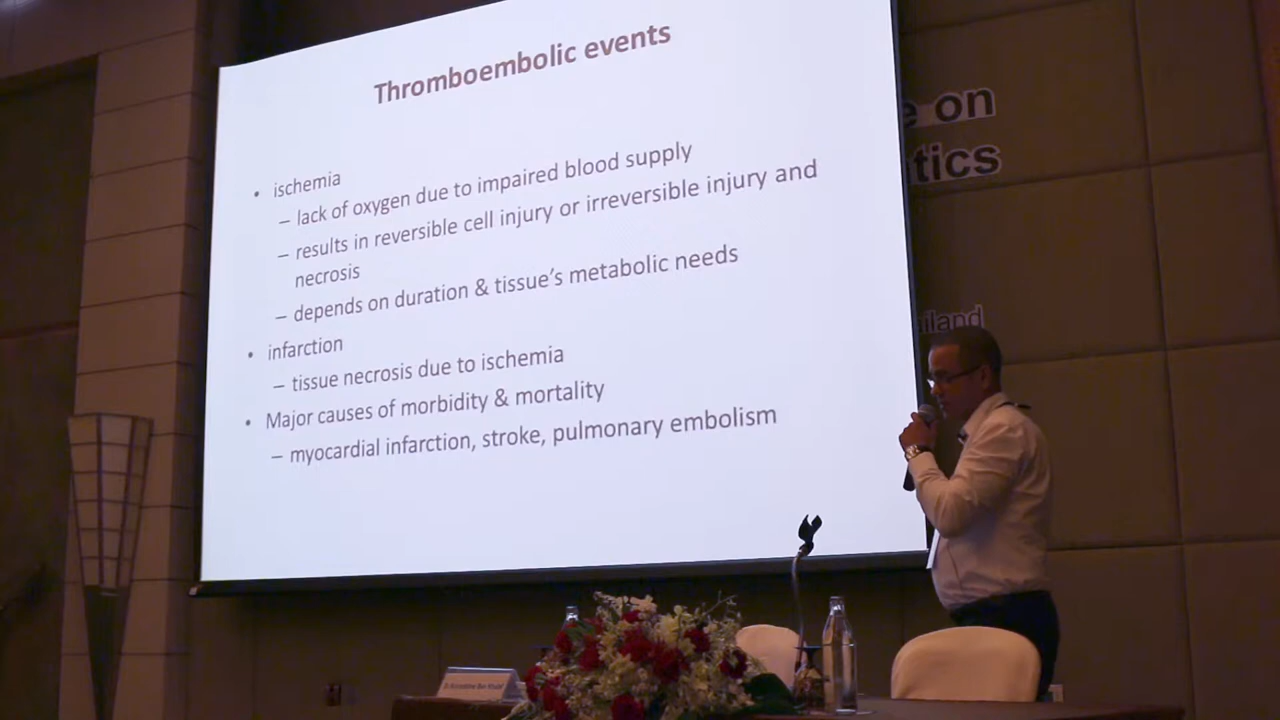 Thromboembolic events
• ischemia
– lack of oxygen due to impaired blood supply
– results in reversible cell injury or irreversible injury and
necrosis
– depends on duration & tissue’s metabolic needs
• infarction
– tissue necrosis due to ischemia
• Major causes of morbidity & mortality
– myocardial infarction, stroke, pulmonary embolism
on